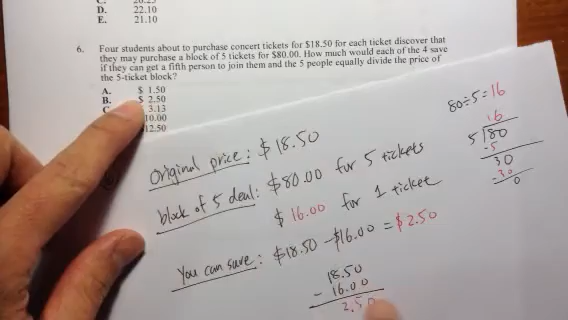 D. 22.10
E. 21.10
6. Four students about to purchase concert tickets for $18.50 for each ticket discover that
they may purchase a block of 5 tickets for $80.00. How much would each of the 4 save
if they can get a fifth person to join them and the 5 people equally divide the price of
the 5-ticket block?
A. $ 1.50
B. $ 2.50
3.13
10.00
12.50
80÷5=16
Original price: $18.50
16
5 80
-5
30
-30
0
block of 5 deal: $80.00 for 5 tickets
$16.00 for 1 ticket
You can save: $18.50 - $16.00 = $2.50
18.50
- 16.00
2.50